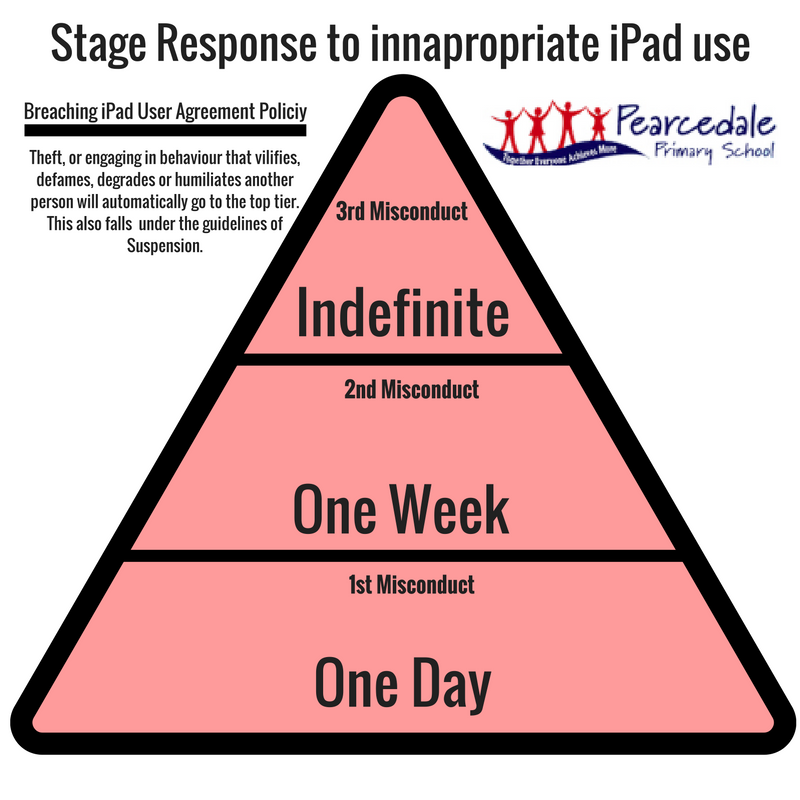 Stage Response to innapropriate iPad use
Breaching iPad User Agreement Policiy
Theft, or engaging in behaviour that vilifies,
defames, degrades or humiliates another
person will automatically go to the top tier.
This also falls under the guidelines of
Suspension.
Pearcedale
Primary School
Together Everyone Achieves More
3rd Misconduct
Indefinite
2nd Misconduct
One Week
1st Misconduct
One Day